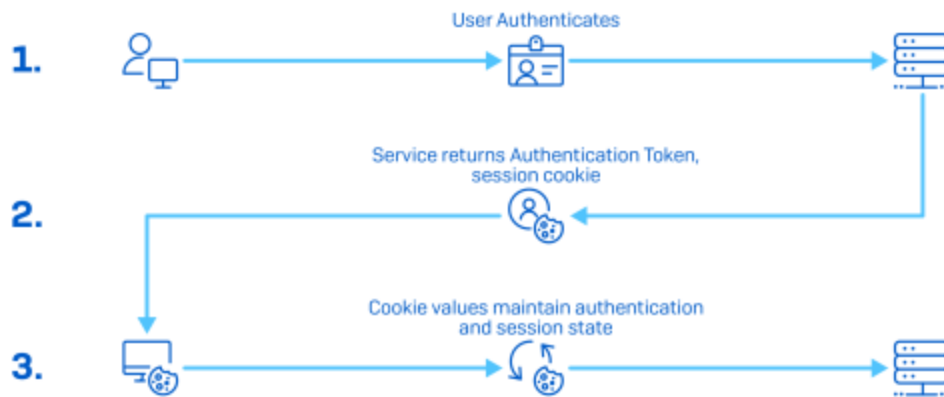 User Authenticates
1.
Service returns Authentication Token,
session cookie
2.
Cookie values maintain authentication
and session state
3.